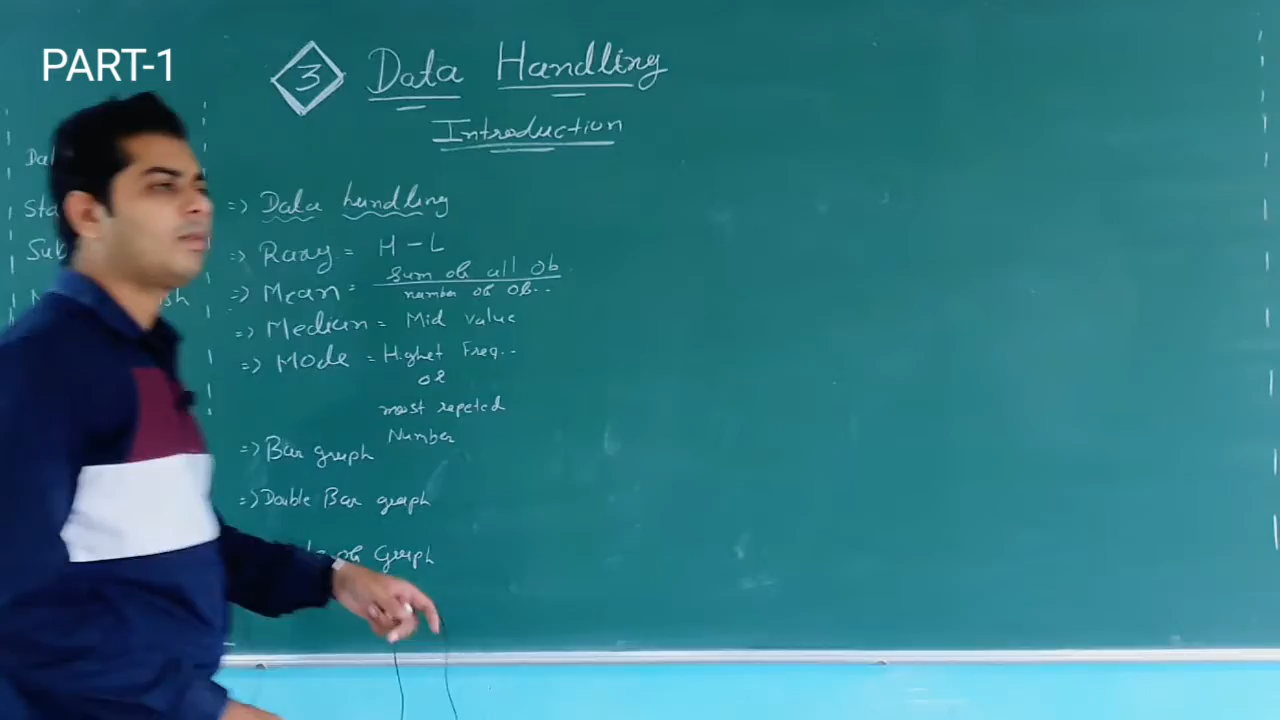 PART-1
3 Data Handling
Introduction
=> Data handling
=> Rang = H - L
=> Mean = Sum of all Ob
number of Ob..
=> Median = Mid value
=> Mode = Highet Freq..
or
most repeted
Number
=> Bar graph
=> Double Bar graph
of Graph